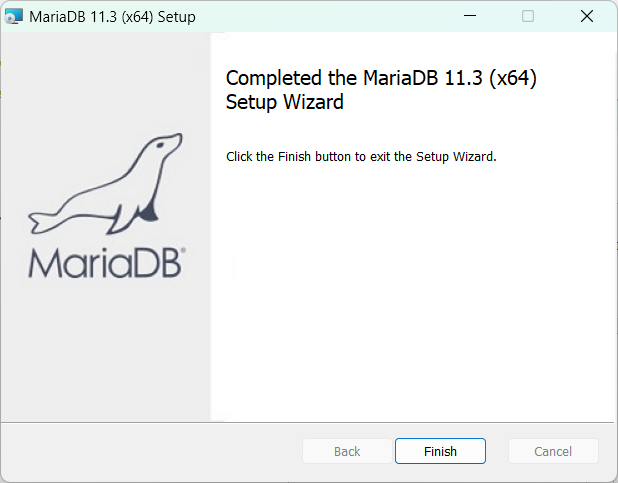 MariaDB 11.3 (x64) Setup
Completed the MariaDB 11.3 (x64)
Setup Wizard
Click the Finish button to exit the Setup Wizard.
MariaDB®
Back
Finish
Cancel